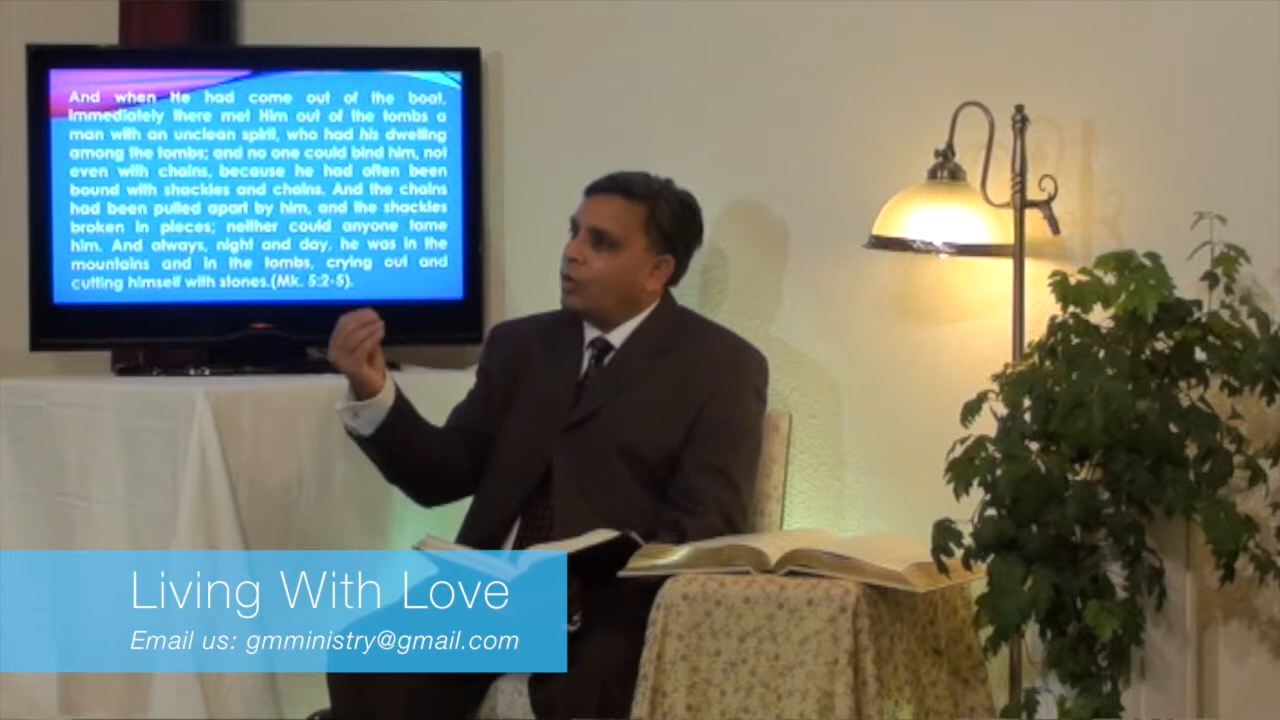 And when He had come out of the boat,
immediately there met Him out of the tombs a
man with an unclean spirit, who had his dwelling
among the tombs; and no one could bind him, not
even with chains, because he had often been
bound with shackles and chains. And the chains
had been pulled apart by him, and the shackles
broken in pieces; neither could anyone tame
him. And always, night and day, he was in the
mountains and in the tombs, crying out and
cutting himself with stones.(Mk. 5:2-5).
Living With Love
Email us: gmministry@gmail.com